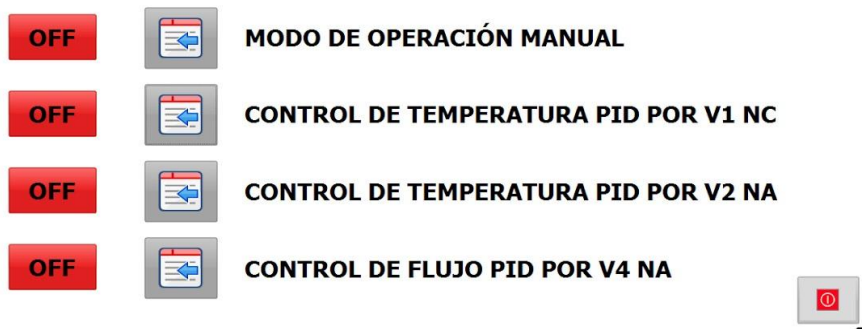 OFF MODO DE OPERACIÓN MANUAL
OFF CONTROL DE TEMPERATURA PID POR V1 NC
OFF CONTROL DE TEMPERATURA PID POR V2 NA
OFF CONTROL DE FLUJO PID POR V4 NA